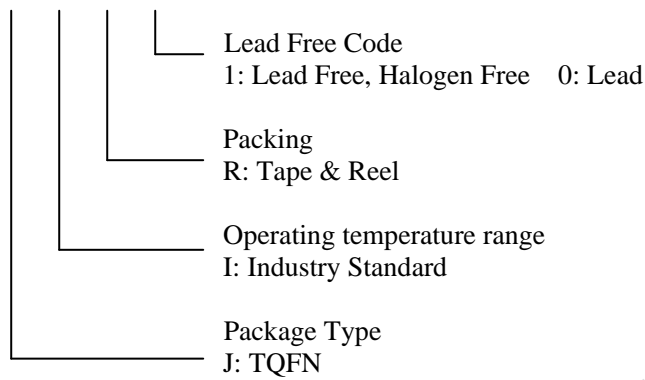 Lead Free Code
1: Lead Free, Halogen Free 0: Lead
Packing
R: Tape & Reel
Operating temperature range
I: Industry Standard
Package Type
J: TQFN